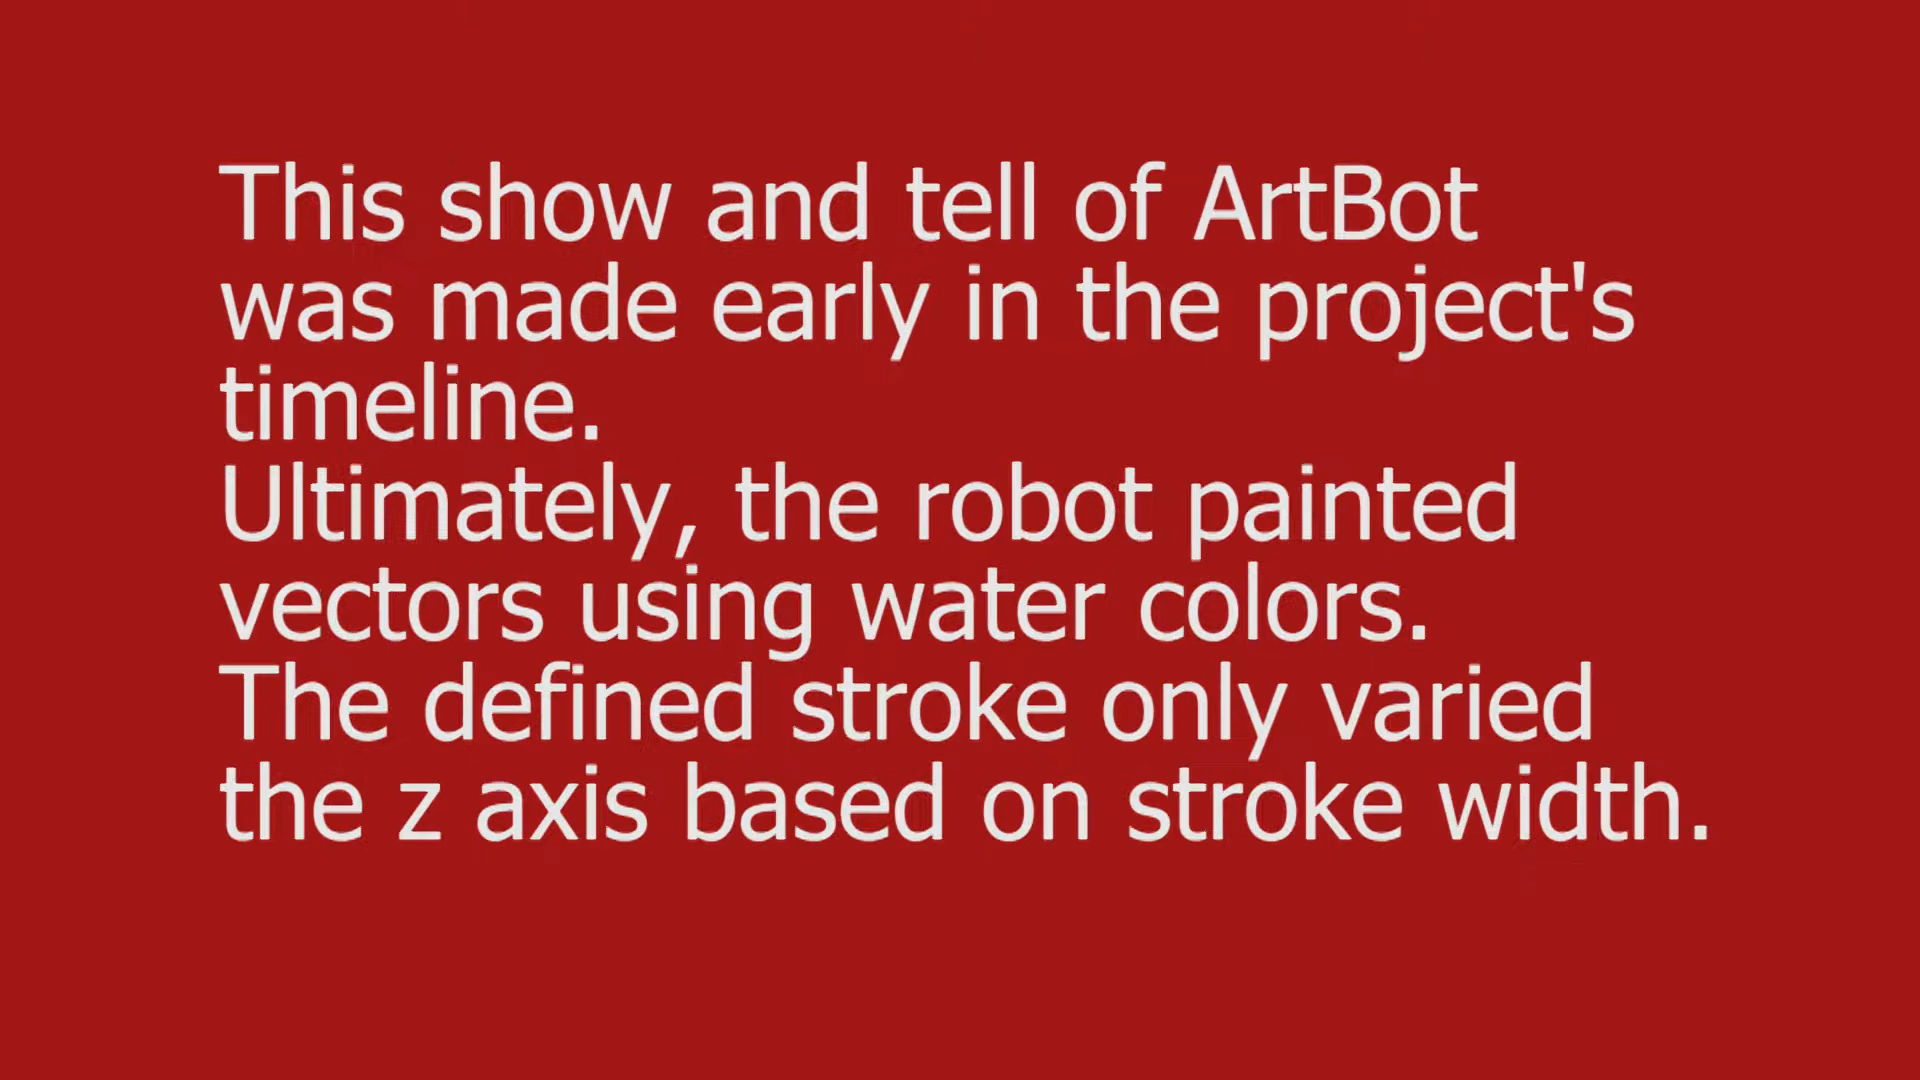 This show and tell of ArtBot
was made early in the project's
timeline.
Ultimately, the robot painted
vectors using water colors.
The defined stroke only varied
the z axis based on stroke width.